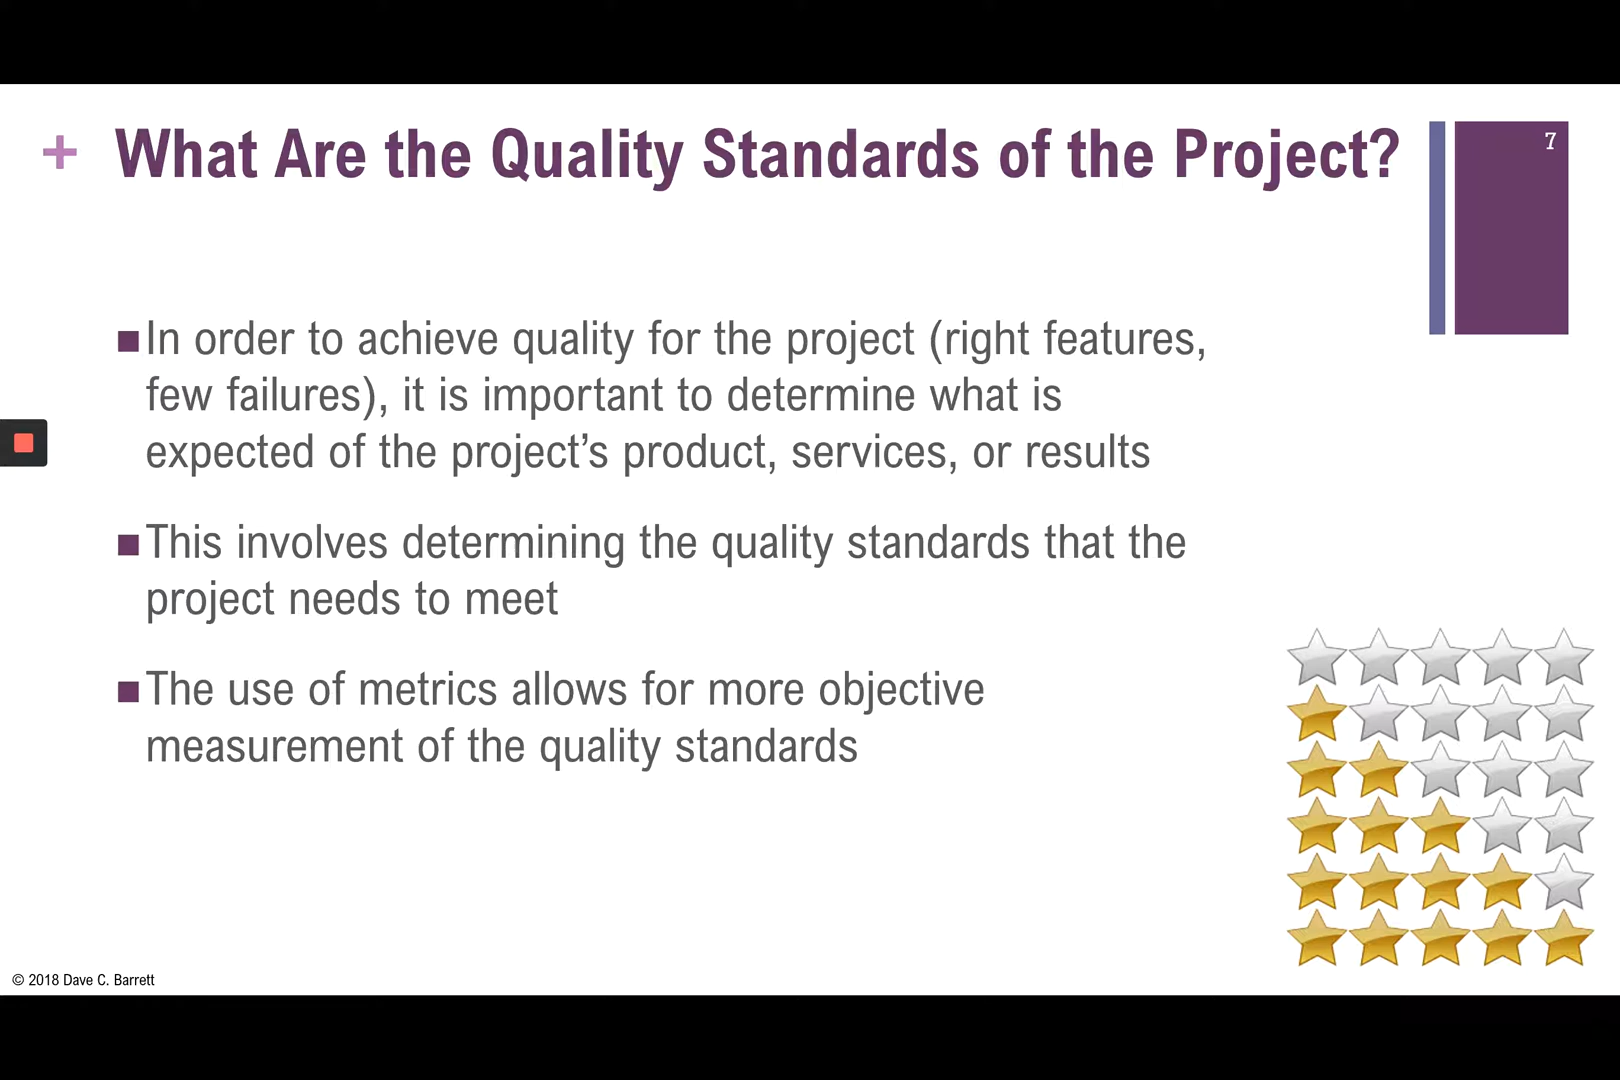 + What Are the Quality Standards of the Project?
7
■In order to achieve quality for the project (right features,
few failures), it is important to determine what is
expected of the project’s product, services, or results
■This involves determining the quality standards that the
project needs to meet
■The use of metrics allows for more objective
measurement of the quality standards
© 2018 Dave C. Barrett